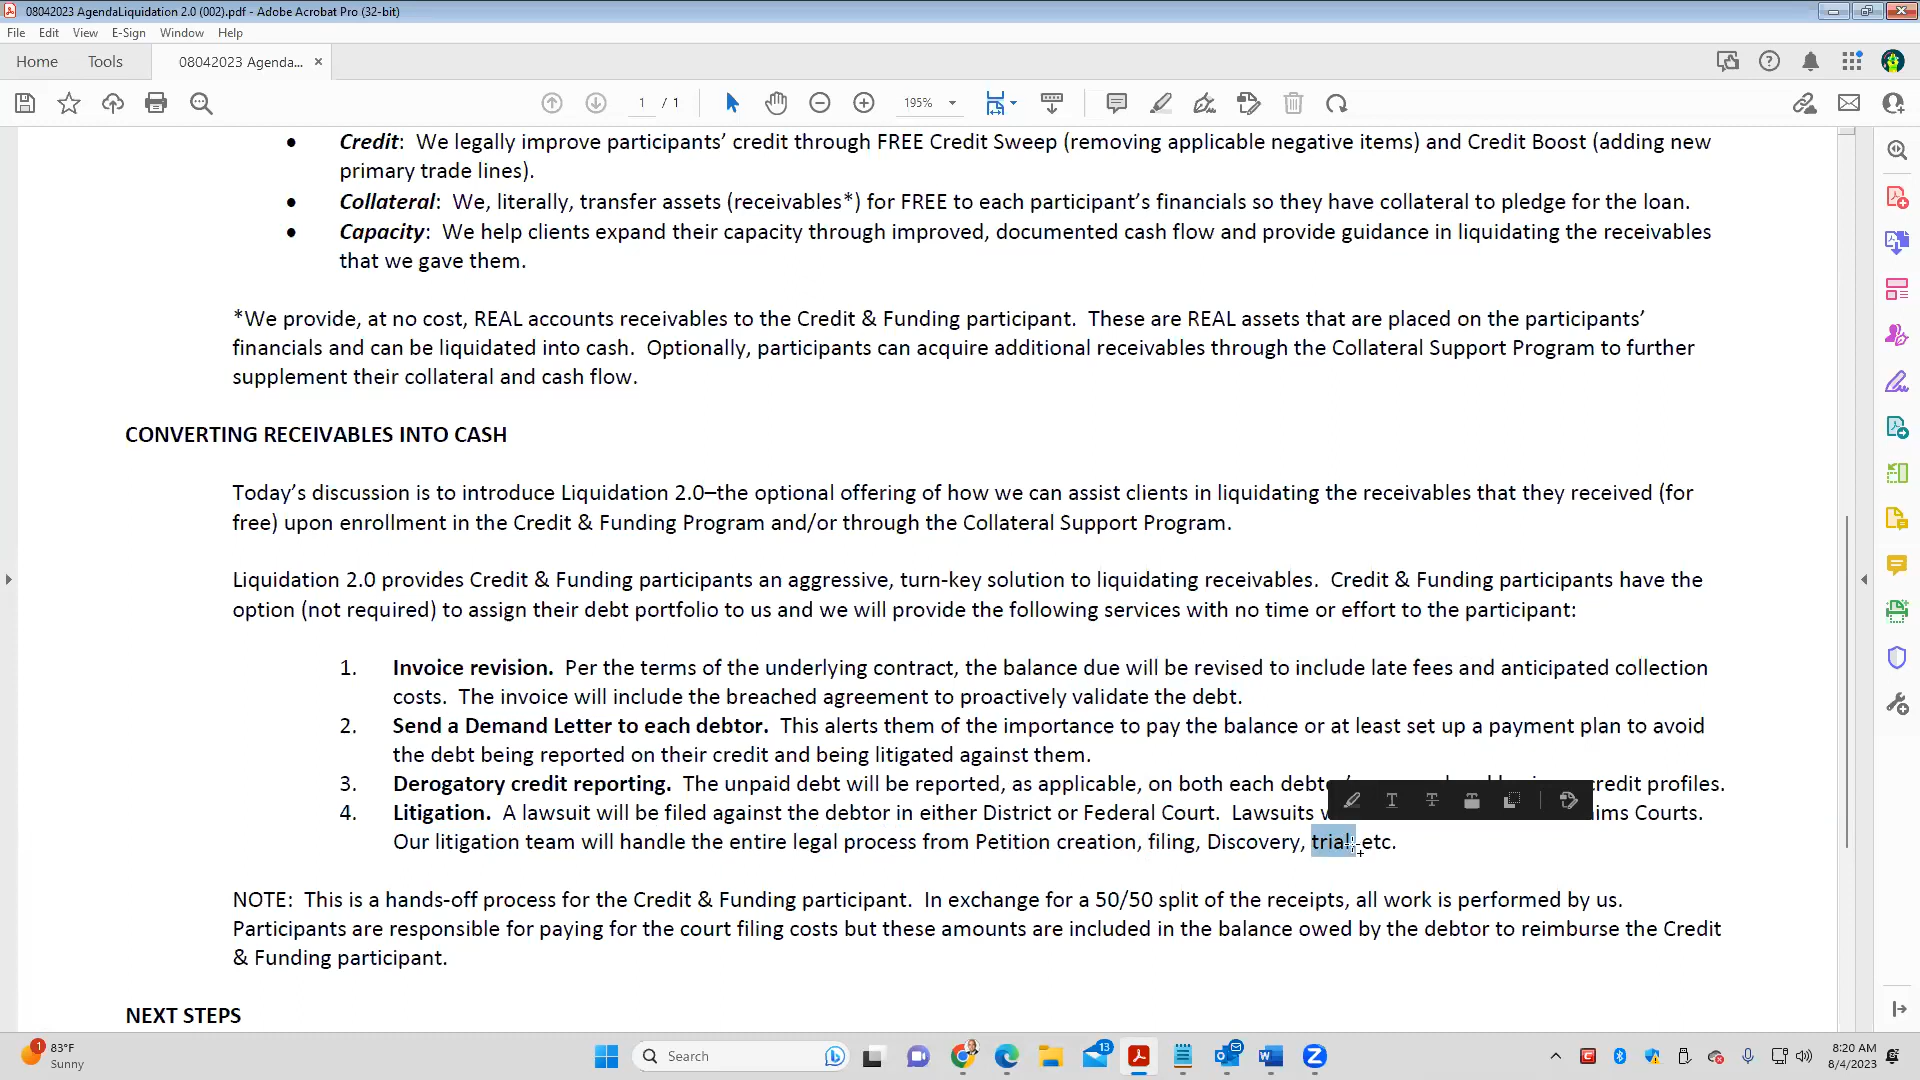 08042023 AgendaLiquidation 2.0 (002).pdf - Adobe Acrobat Pro (32-bit)
File Edit View E-Sign Window Help
Home Tools 08042023 Agenda... ×
1 / 1 195%
• Credit: We legally improve participants’ credit through FREE Credit Sweep (removing applicable negative items) and Credit Boost (adding new
primary trade lines).
• Collateral: We, literally, transfer assets (receivables*) for FREE to each participant’s financials so they have collateral to pledge for the loan.
• Capacity: We help clients expand their capacity through improved, documented cash flow and provide guidance in liquidating the receivables
that we gave them.
*We provide, at no cost, REAL accounts receivables to the Credit & Funding participant. These are REAL assets that are placed on the participants’
financials and can be liquidated into cash. Optionally, participants can acquire additional receivables through the Collateral Support Program to further
supplement their collateral and cash flow.
CONVERTING RECEIVABLES INTO CASH
Today’s discussion is to introduce Liquidation 2.0–the optional offering of how we can assist clients in liquidating the receivables that they received (for
free) upon enrollment in the Credit & Funding Program and/or through the Collateral Support Program.
Liquidation 2.0 provides Credit & Funding participants an aggressive, turn-key solution to liquidating receivables. Credit & Funding participants have the
option (not required) to assign their debt portfolio to us and we will provide the following services with no time or effort to the participant:
1. Invoice revision. Per the terms of the underlying contract, the balance due will be revised to include late fees and anticipated collection
costs. The invoice will include the breached agreement to proactively validate the debt.
2. Send a Demand Letter to each debtor. This alerts them of the importance to pay the balance or at least set up a payment plan to avoid
the debt being reported on their credit and being litigated against them.
3. Derogatory credit reporting. The unpaid debt will be reported, as applicable, on both each credit profiles.
4. Litigation. A lawsuit will be filed against the debtor in either District or Federal Court. Lawsuits Courts.
Our litigation team will handle the entire legal process from Petition creation, filing, Discovery, trial, etc.
NOTE: This is a hands-off process for the Credit & Funding participant. In exchange for a 50/50 split of the receipts, all work is performed by us.
Participants are responsible for paying for the court filing costs but these amounts are included in the balance owed by the debtor to reimburse the Credit
& Funding participant.
NEXT STEPS
1 83°F
Sunny
Search
13
8:20 AM
8/4/2023